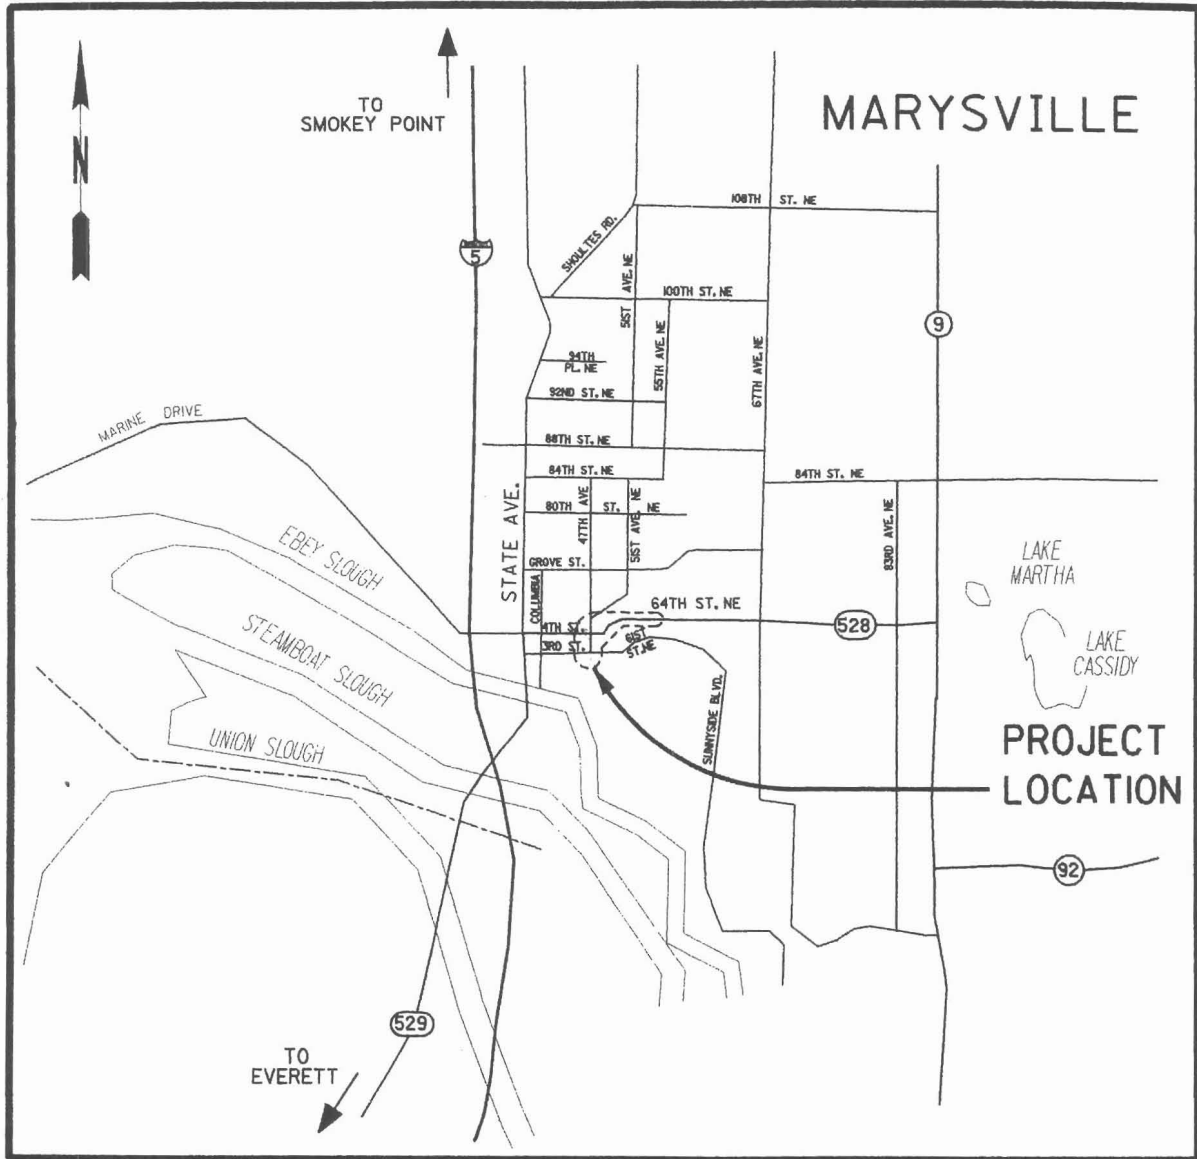 TO
SMOKEY POINT
MARYSVILLE
N
108TH ST. NE
SHOULTES RD.
5
51ST AVE. NE
100TH ST. NE
9
55TH AVE. NE
67TH AVE. NE
94TH
PL. NE
92ND ST. NE
MARINE DRIVE
88TH ST. NE
84TH ST. NE
84TH ST. NE
STATE AVE.
80TH ST. NE
47TH AVE
51ST AVE. NE
83RD AVE. NE
EBEY SLOUGH
GROVE ST.
COLUMBIA
LAKE
MARTHA
64TH ST. NE
528
4TH ST.
3RD ST.
61ST
ST. NE
STEAMBOAT SLOUGH
LAKE
CASSIDY
SUNNYSIDE BLVD.
UNION SLOUGH
PROJECT
LOCATION
92
529
TO
EVERETT